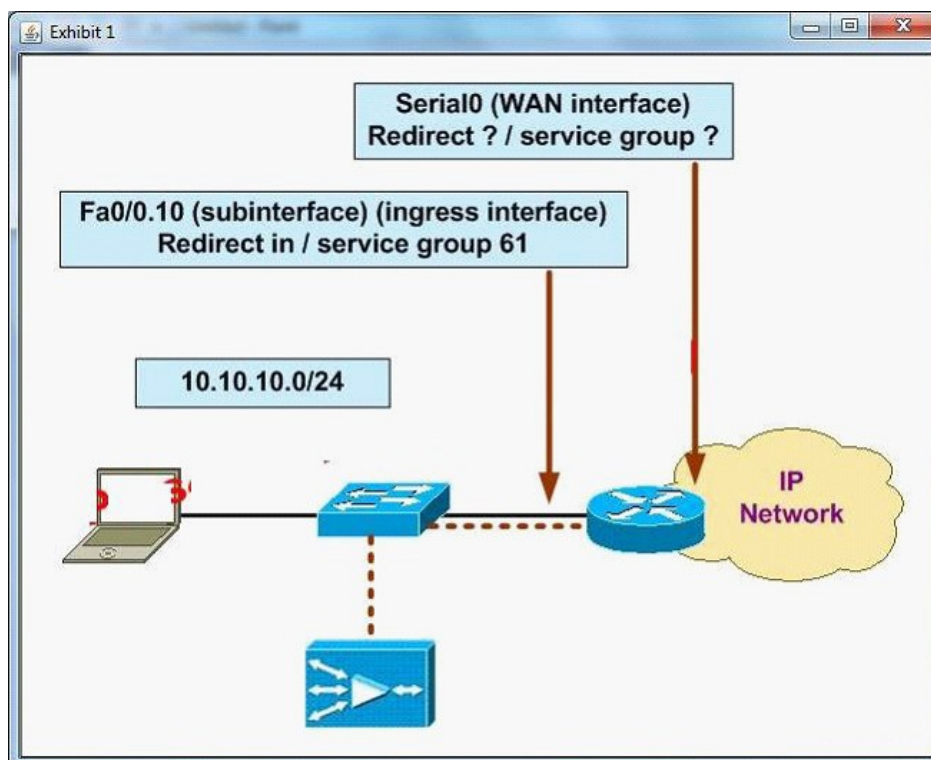 Exhibit 1
Serial0 (WAN interface)
Redirect ? / service group ?
Fa0/0.10 (subinterface) (ingress interface)
Redirect in / service group 61
10.10.10.0/24
IP
Network